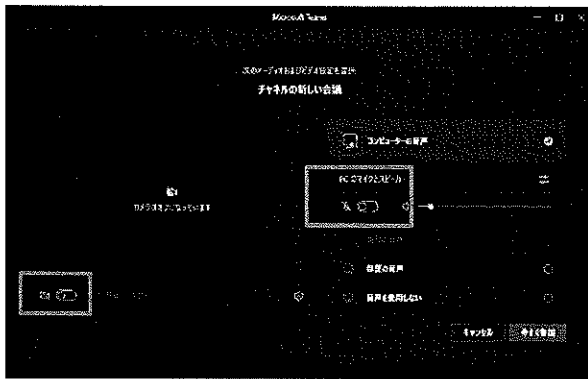 Microsoft Teams
次のオーディオおよびビデオ設定を選択:
チャネルの新しい会議
コンピューターの音声
PC のマイクとスピーカー
カメラがオフになっています
部屋の音声
音声を使用しない
キャンセル
今すぐ参加